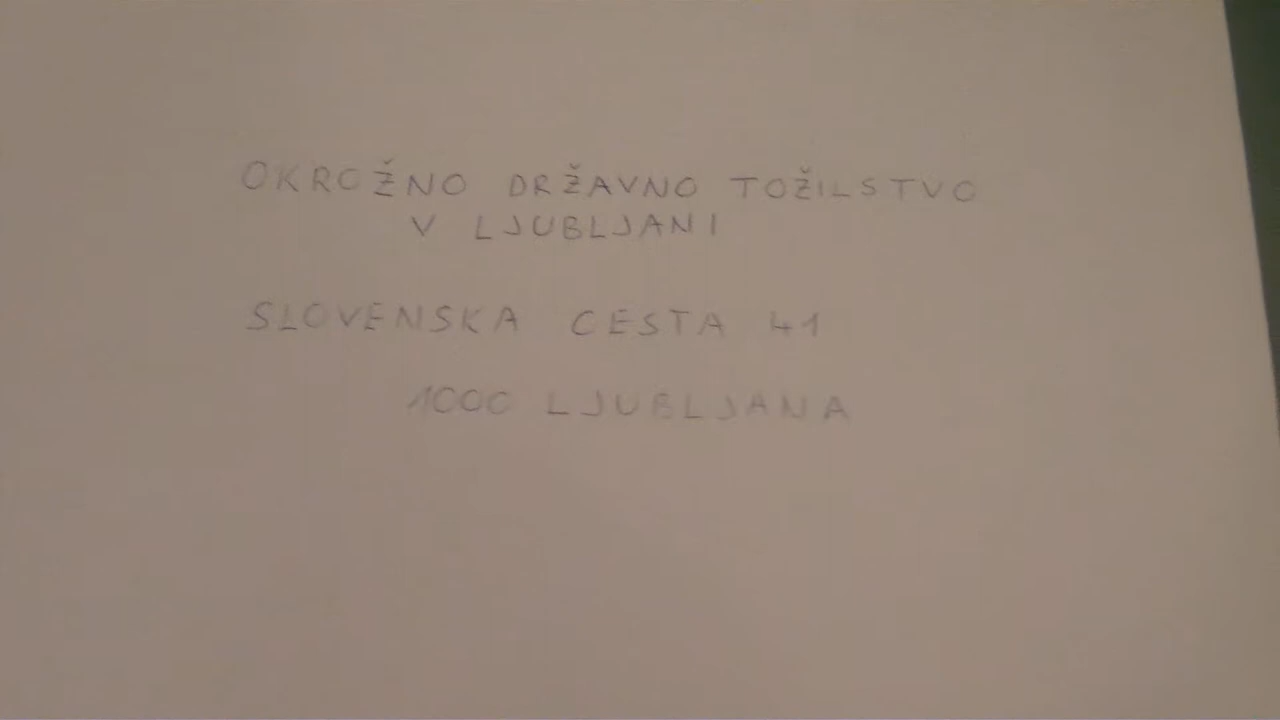 OKROŽNO DRŽAVNO TOŽILSTVO
V LJUBLJANI
SLOVENSKA CESTA 41
1000 LJUBLJANA